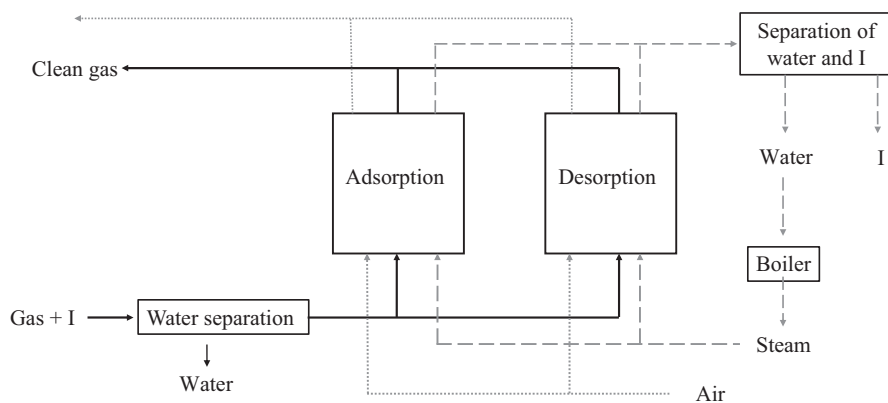 Separation of
water and I
Clean gas
Water
I
Adsorption
Desorption
Boiler
Gas + I
Water separation
Steam
Water
Air